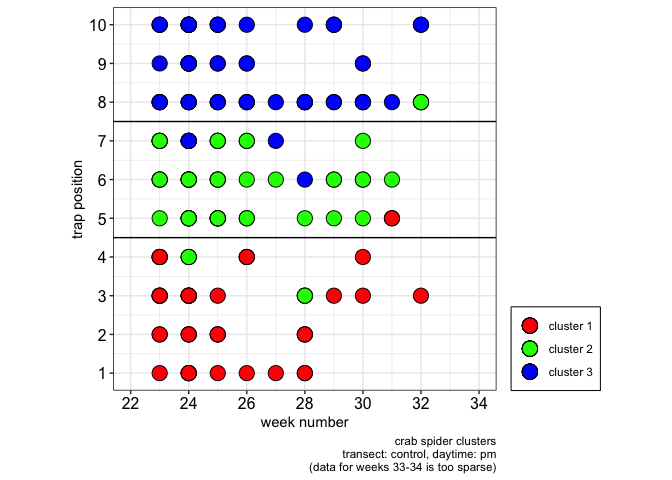 10
9
8
7
6
5
4
3
2
1
trap position
22 24 26 28 30 32 34
week number
cluster 1
cluster 2
cluster 3
crab spider clusters
transect: control, daytime: pm
(data for weeks 33-34 is too sparse)